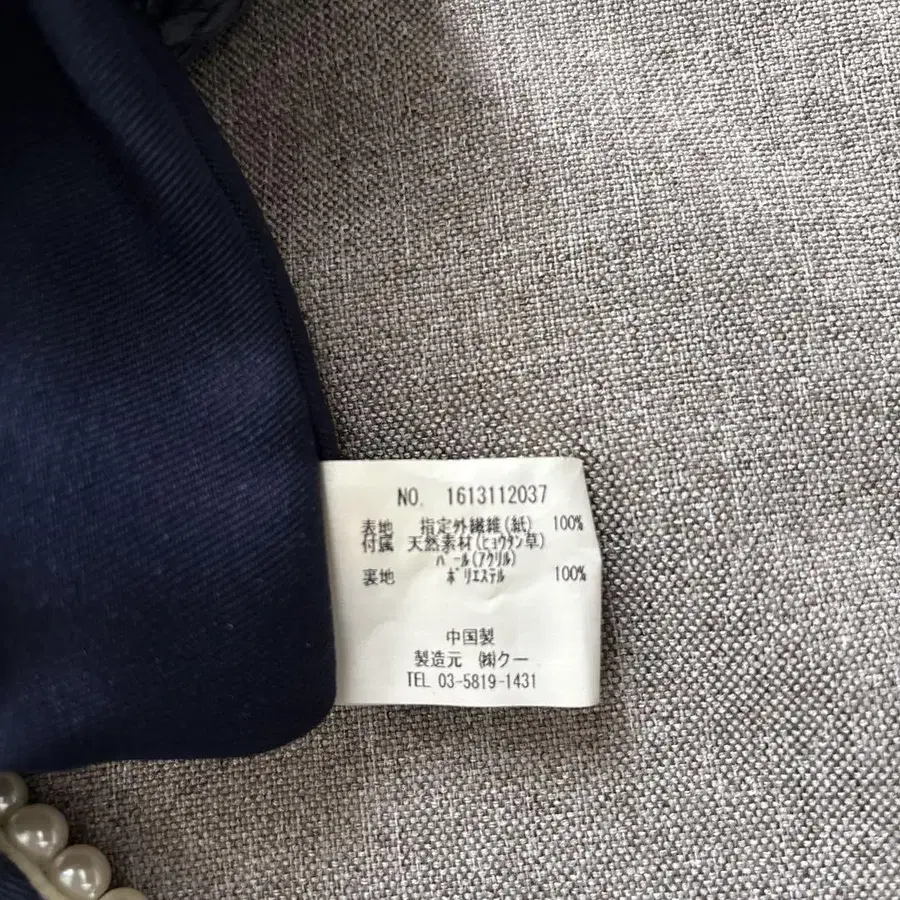 NO. 1613112037
表地 指定外繊維(紙) 100%
付属 天然素材(ヒョウタン草)
パール(アクリル)
裏地 ポリエステル 100%
中国製
製造元 ㈱クー
TEL 03-5819-1431